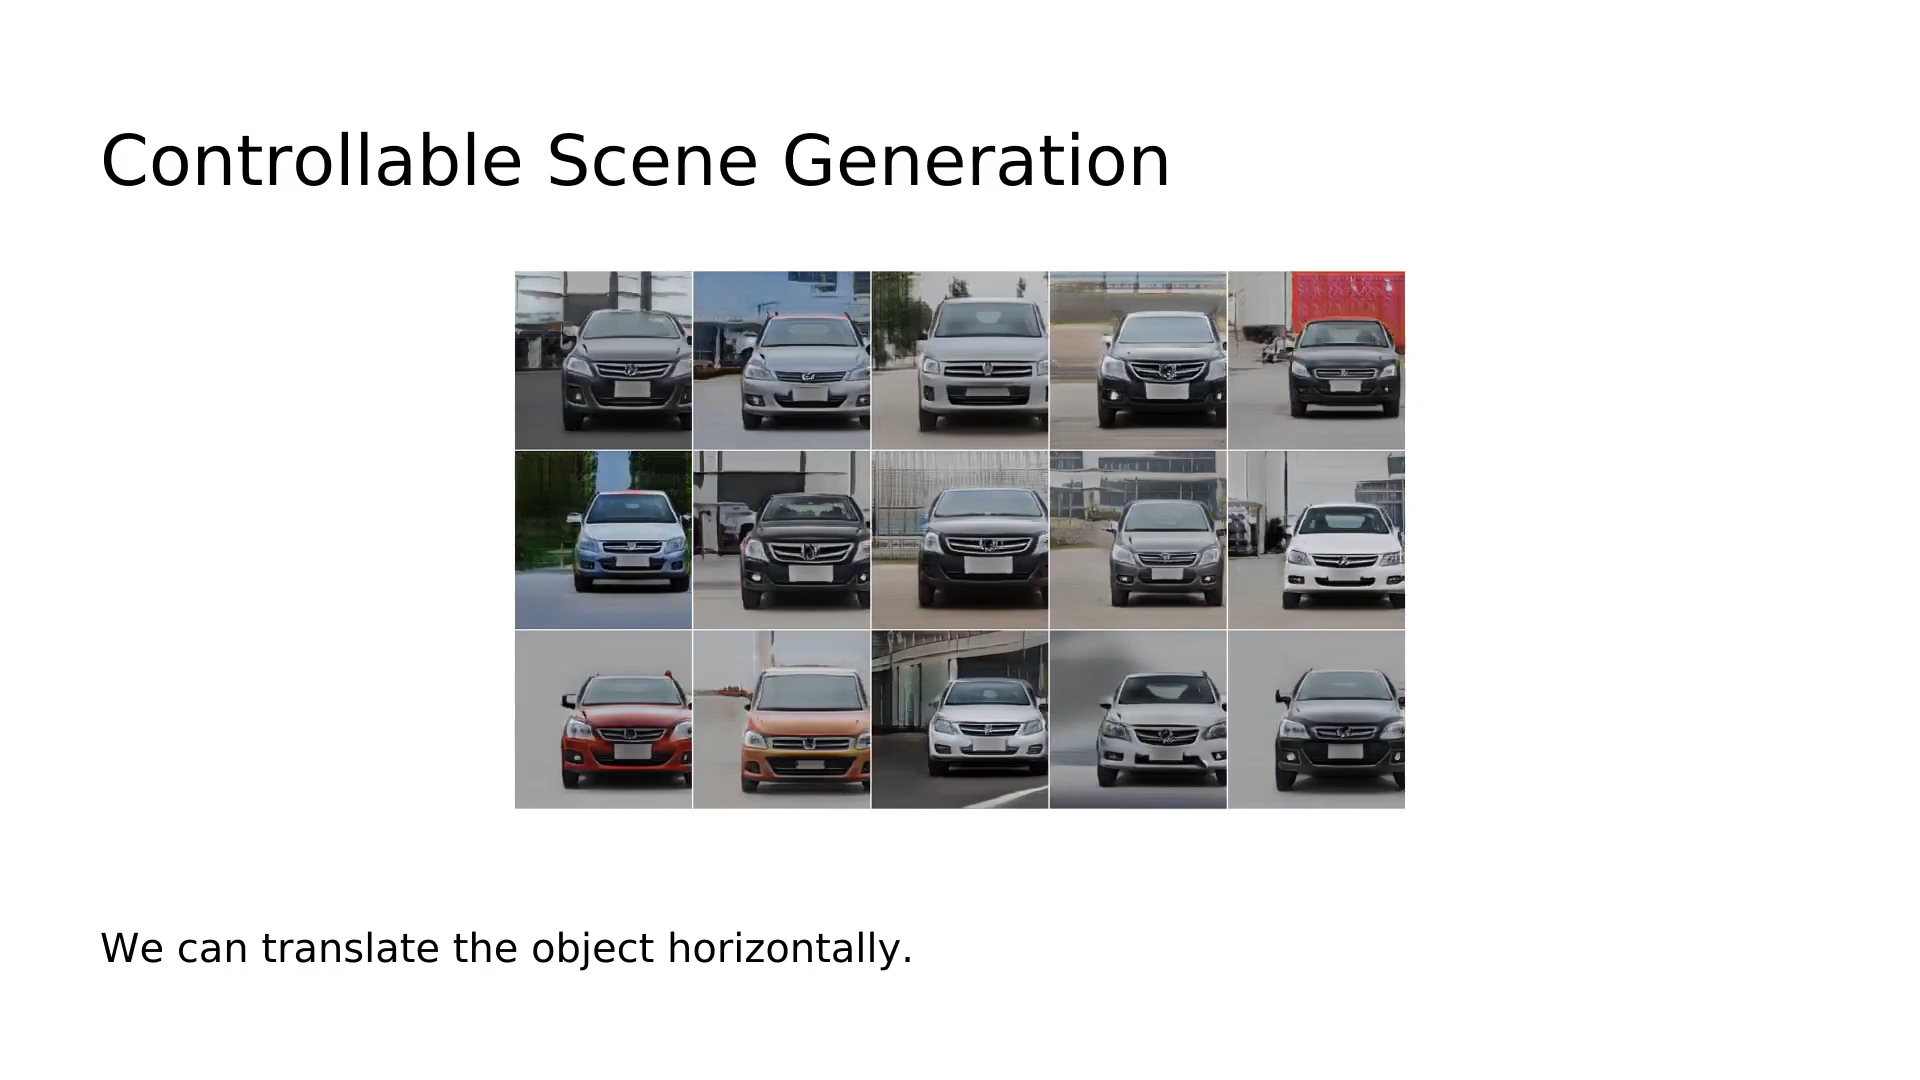 Controllable Scene Generation
We can translate the object horizontally.